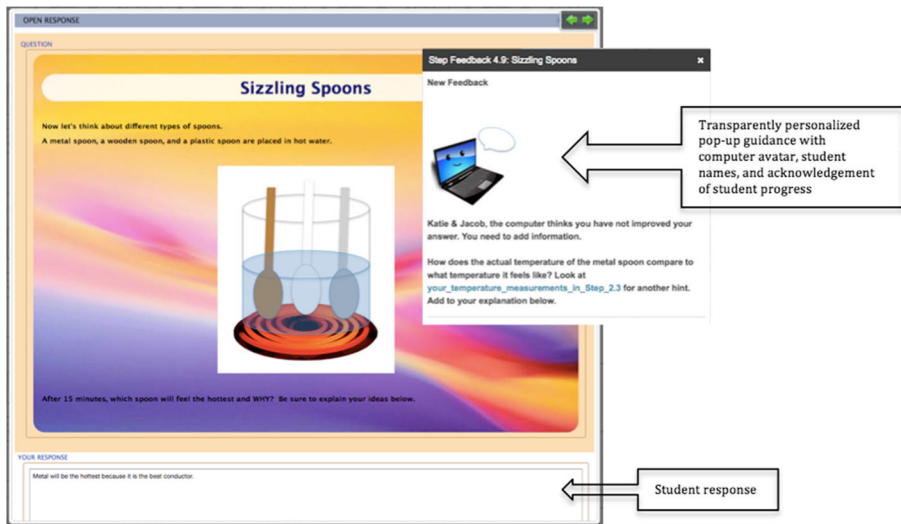 OPEN RESPONSE
QUESTION
Sizzling Spoons
Now let's think about different types of spoons.
A metal spoon, a wooden spoon, and a plastic spoon are placed in hot water.
After 15 minutes, which spoon will feel the hottest and WHY? Be sure to explain your ideas below.
YOUR RESPONSE
Metal will be the hottest because it is the best conductor.
Step Feedback 4.9: Sizzling Spoons
New Feedback
Katie & Jacob, the computer thinks you have not improved your
answer. You need to add information.
How does the actual temperature of the metal spoon compare to
what temperature it feels like? Look at
your_temperature_measurements_in_Step_2.3 for another hint.
Add to your explanation below.
Transparently personalized
pop-up guidance with
computer avatar, student
names, and acknowledgement
of student progress
Student response